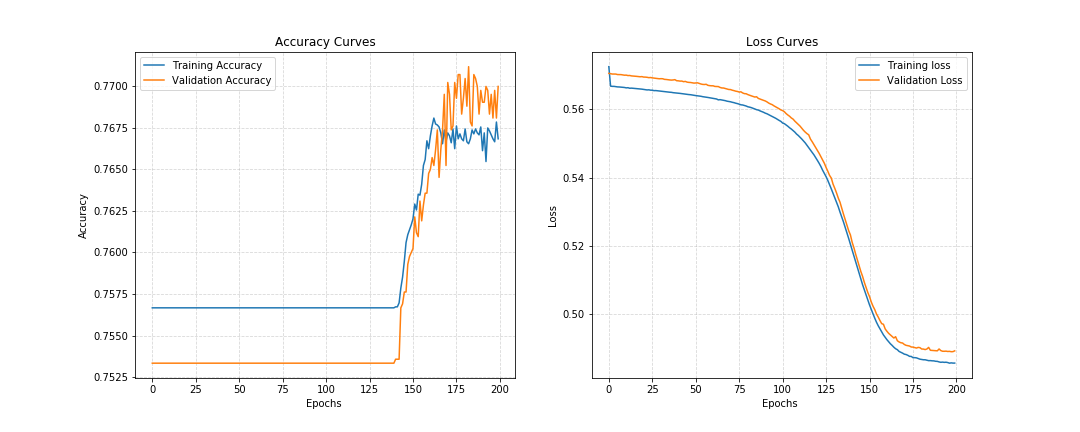 Accuracy Curves
Training Accuracy
Validation Accuracy
0.7700
0.7675
0.7650
0.7625
0.7600
0.7575
0.7550
0.7525
Accuracy
0 25 50 75 100 125 150 175 200
Epochs
Loss Curves
Training loss
Validation Loss
0.56
0.54
0.52
0.50
Loss
0 25 50 75 100 125 150 175 200
Epochs